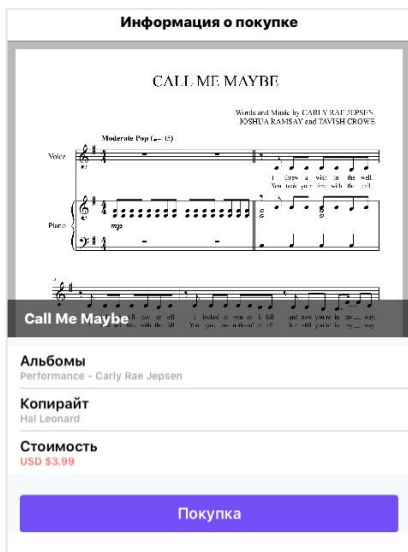 Информация о покупке
CALL ME MAYBE
Words and Music by CARLY RAE JEPSEN,
JOSHUA RAMSAY and TAVISH CROWE
Moderate Pop
Voice
I threw a wish in the well,
You took your time with the call,
Piano
mp
Call Me Maybe
Альбомы
Performance - Carly Rae Jepsen
Копирайт
Hal Leonard
Стоимость
USD $3.99
Покупка